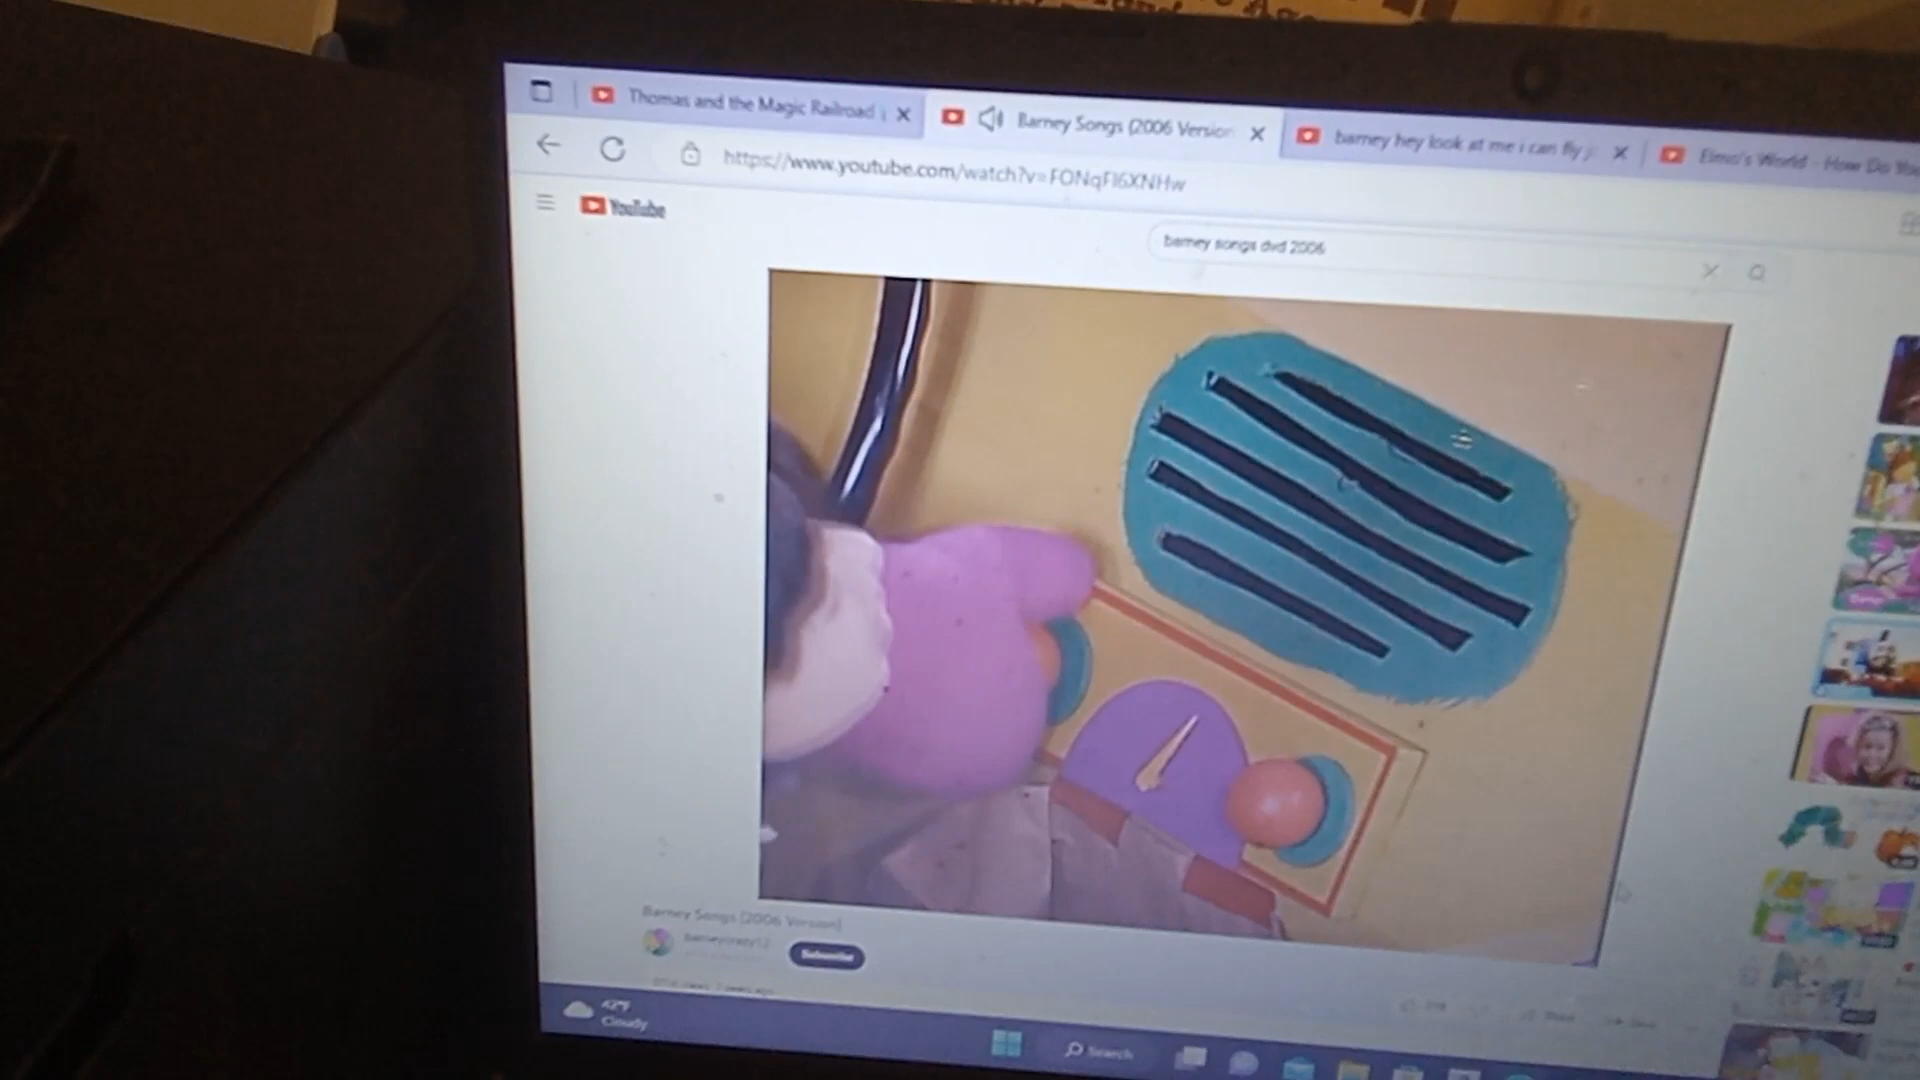 Thomas and the Magic Railroad
Barney Songs (2006 Version
barney hey look at me i can fly
Elmo's World - How Do You
https://www.youtube.com/watch?v=FONqFl6XNHw
YouTube
barney songs dvd 2006
Barney Songs (2006 Version)
Subscribe
42°F
Cloudy
Search